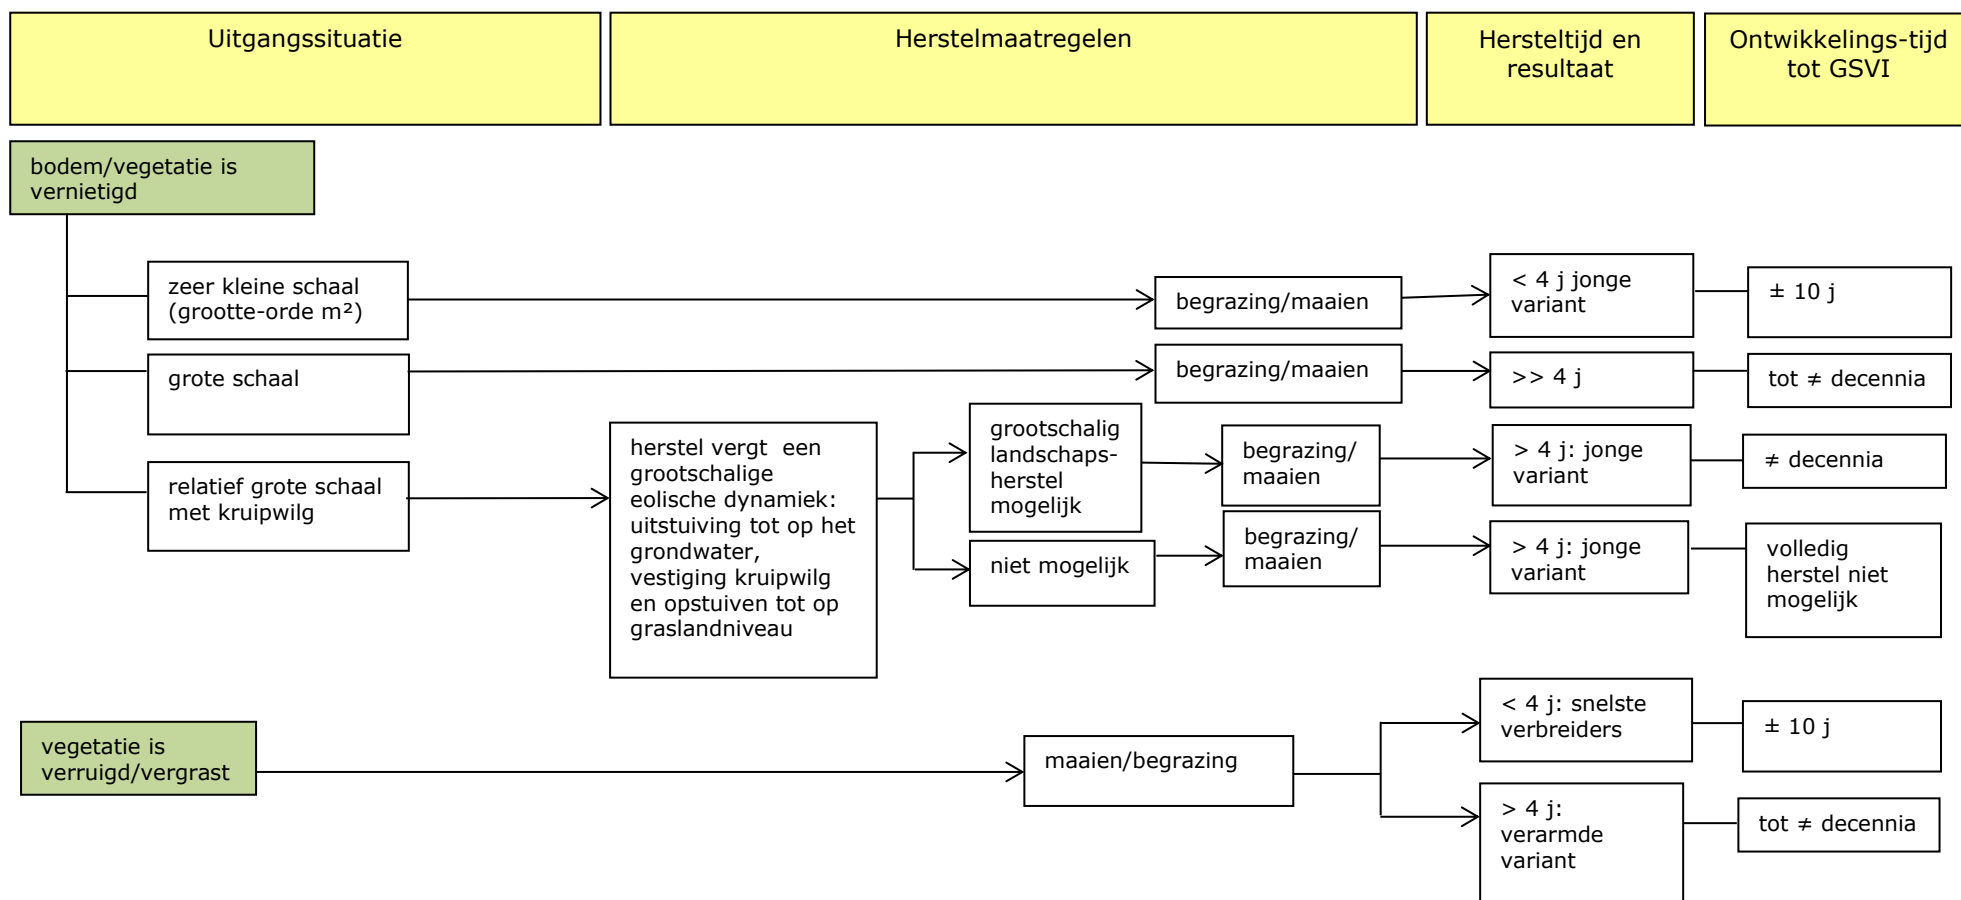 Uitgangssituatie
Herstelmaatregelen
Hersteltijd en
resultaat
Ontwikkelings-tijd
tot GSVI
bodem/vegetatie is
vernietigd
zeer kleine schaal
(grootte-orde m²)
begrazing/maaien
< 4 j jonge
variant
± 10 j
grote schaal
begrazing/maaien
>> 4 j
tot ≠ decennia
relatief grote schaal
met kruipwilg
herstel vergt een
grootschalige
eolische dynamiek:
uitstuiving tot op het
grondwater,
vestiging kruipwilg
en opstuiven tot op
graslandniveau
grootschalig
landschaps-
herstel
mogelijk
begrazing/
maaien
> 4 j: jonge
variant
≠ decennia
niet mogelijk
begrazing/
maaien
> 4 j: jonge
variant
volledig
herstel niet
mogelijk
vegetatie is
verruigd/vergrast
maaien/begrazing
< 4 j: snelste
verbreiders
± 10 j
> 4 j:
verarmde
variant
tot ≠ decennia